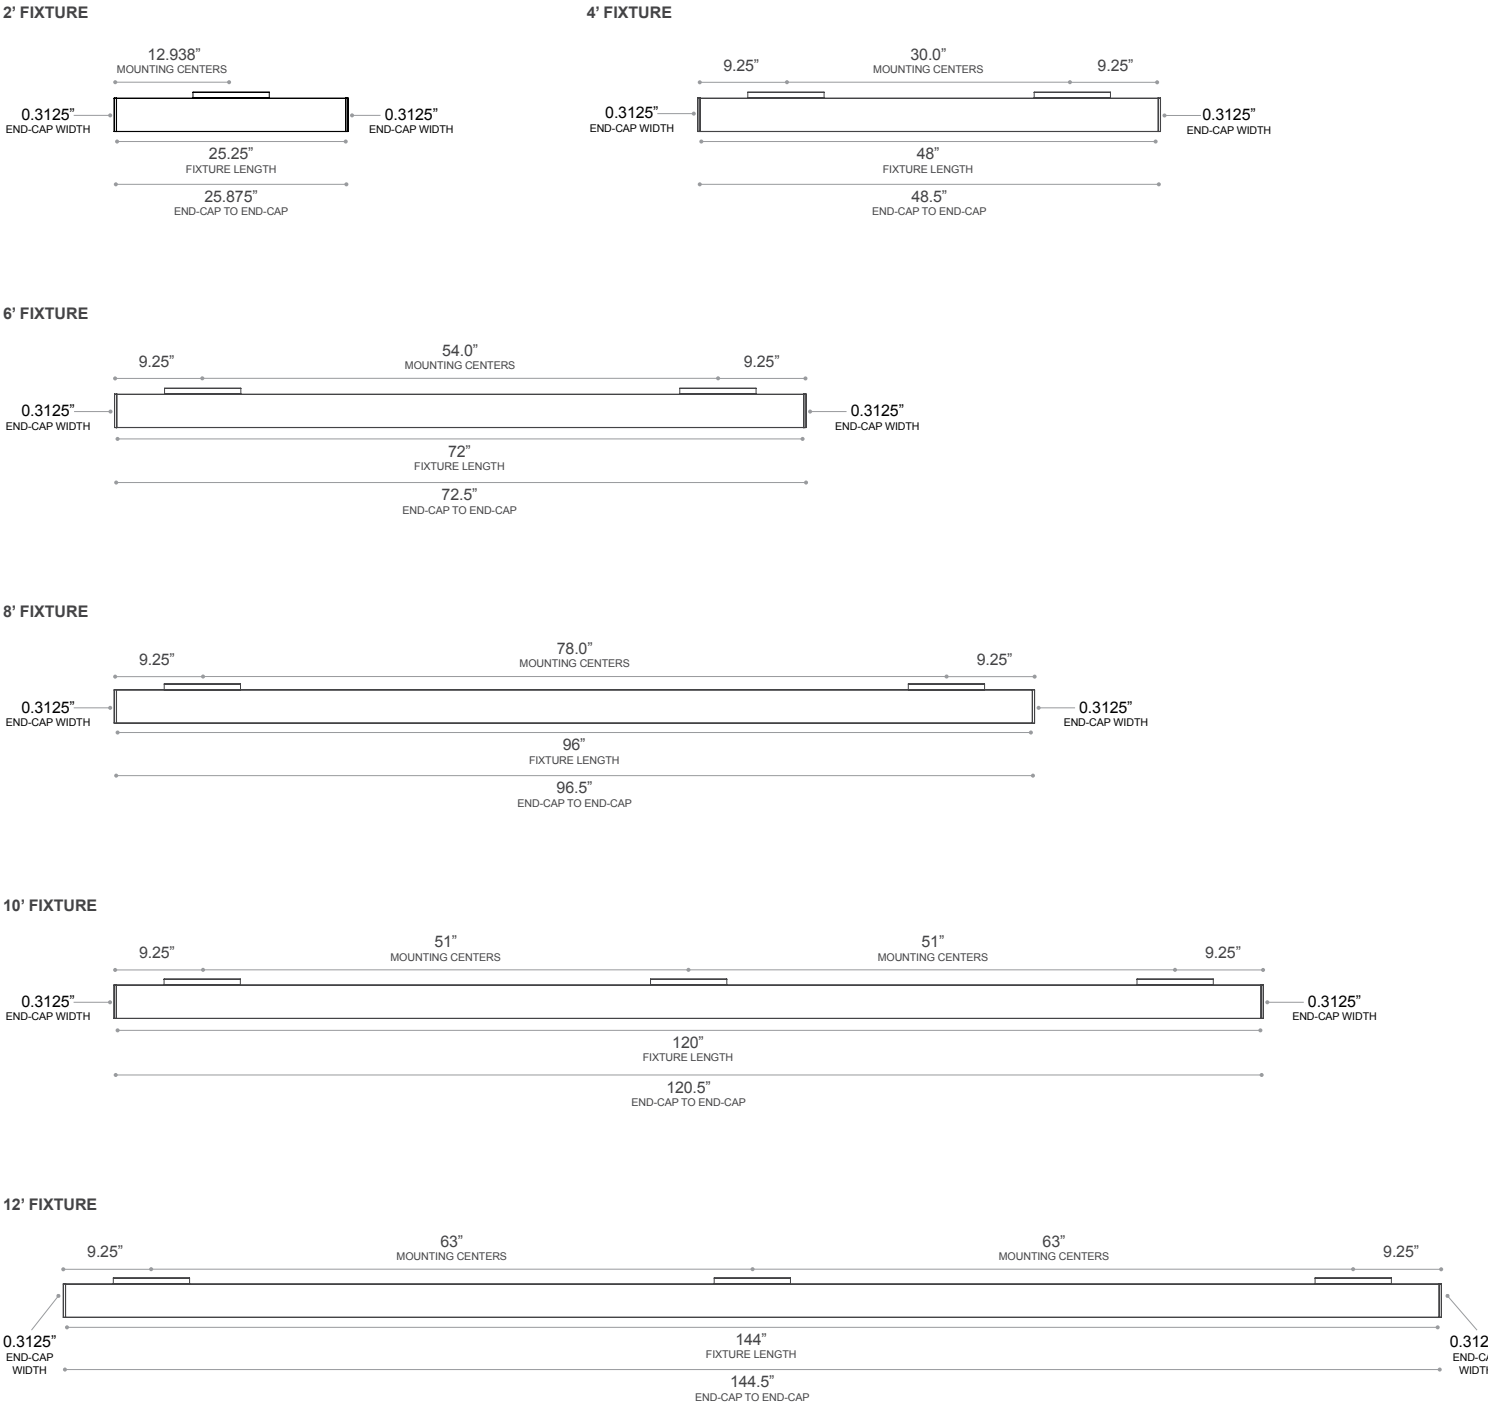 2’ FIXTURE
12.938”
MOUNTING CENTERS
0.3125”
END-CAP WIDTH
0.3125”
END-CAP WIDTH
25.25”
FIXTURE LENGTH
25.875”
END-CAP TO END-CAP
4’ FIXTURE
9.25”
30.0”
MOUNTING CENTERS
9.25”
0.3125”
END-CAP WIDTH
0.3125”
END-CAP WIDTH
48”
FIXTURE LENGTH
48.5”
END-CAP TO END-CAP
6’ FIXTURE
9.25”
54.0”
MOUNTING CENTERS
9.25”
0.3125”
END-CAP WIDTH
0.3125”
END-CAP WIDTH
72”
FIXTURE LENGTH
72.5”
END-CAP TO END-CAP
8’ FIXTURE
9.25”
78.0”
MOUNTING CENTERS
9.25”
0.3125”
END-CAP WIDTH
0.3125”
END-CAP WIDTH
96”
FIXTURE LENGTH
96.5”
END-CAP TO END-CAP
10’ FIXTURE
9.25”
51”
MOUNTING CENTERS
51”
MOUNTING CENTERS
9.25”
0.3125”
END-CAP WIDTH
0.3125”
END-CAP WIDTH
120”
FIXTURE LENGTH
120.5”
END-CAP TO END-CAP
12’ FIXTURE
9.25”
63”
MOUNTING CENTERS
63”
MOUNTING CENTERS
9.25”
0.3125”
END-CAP
WIDTH
144”
FIXTURE LENGTH
144.5”
END-CAP TO END-CAP